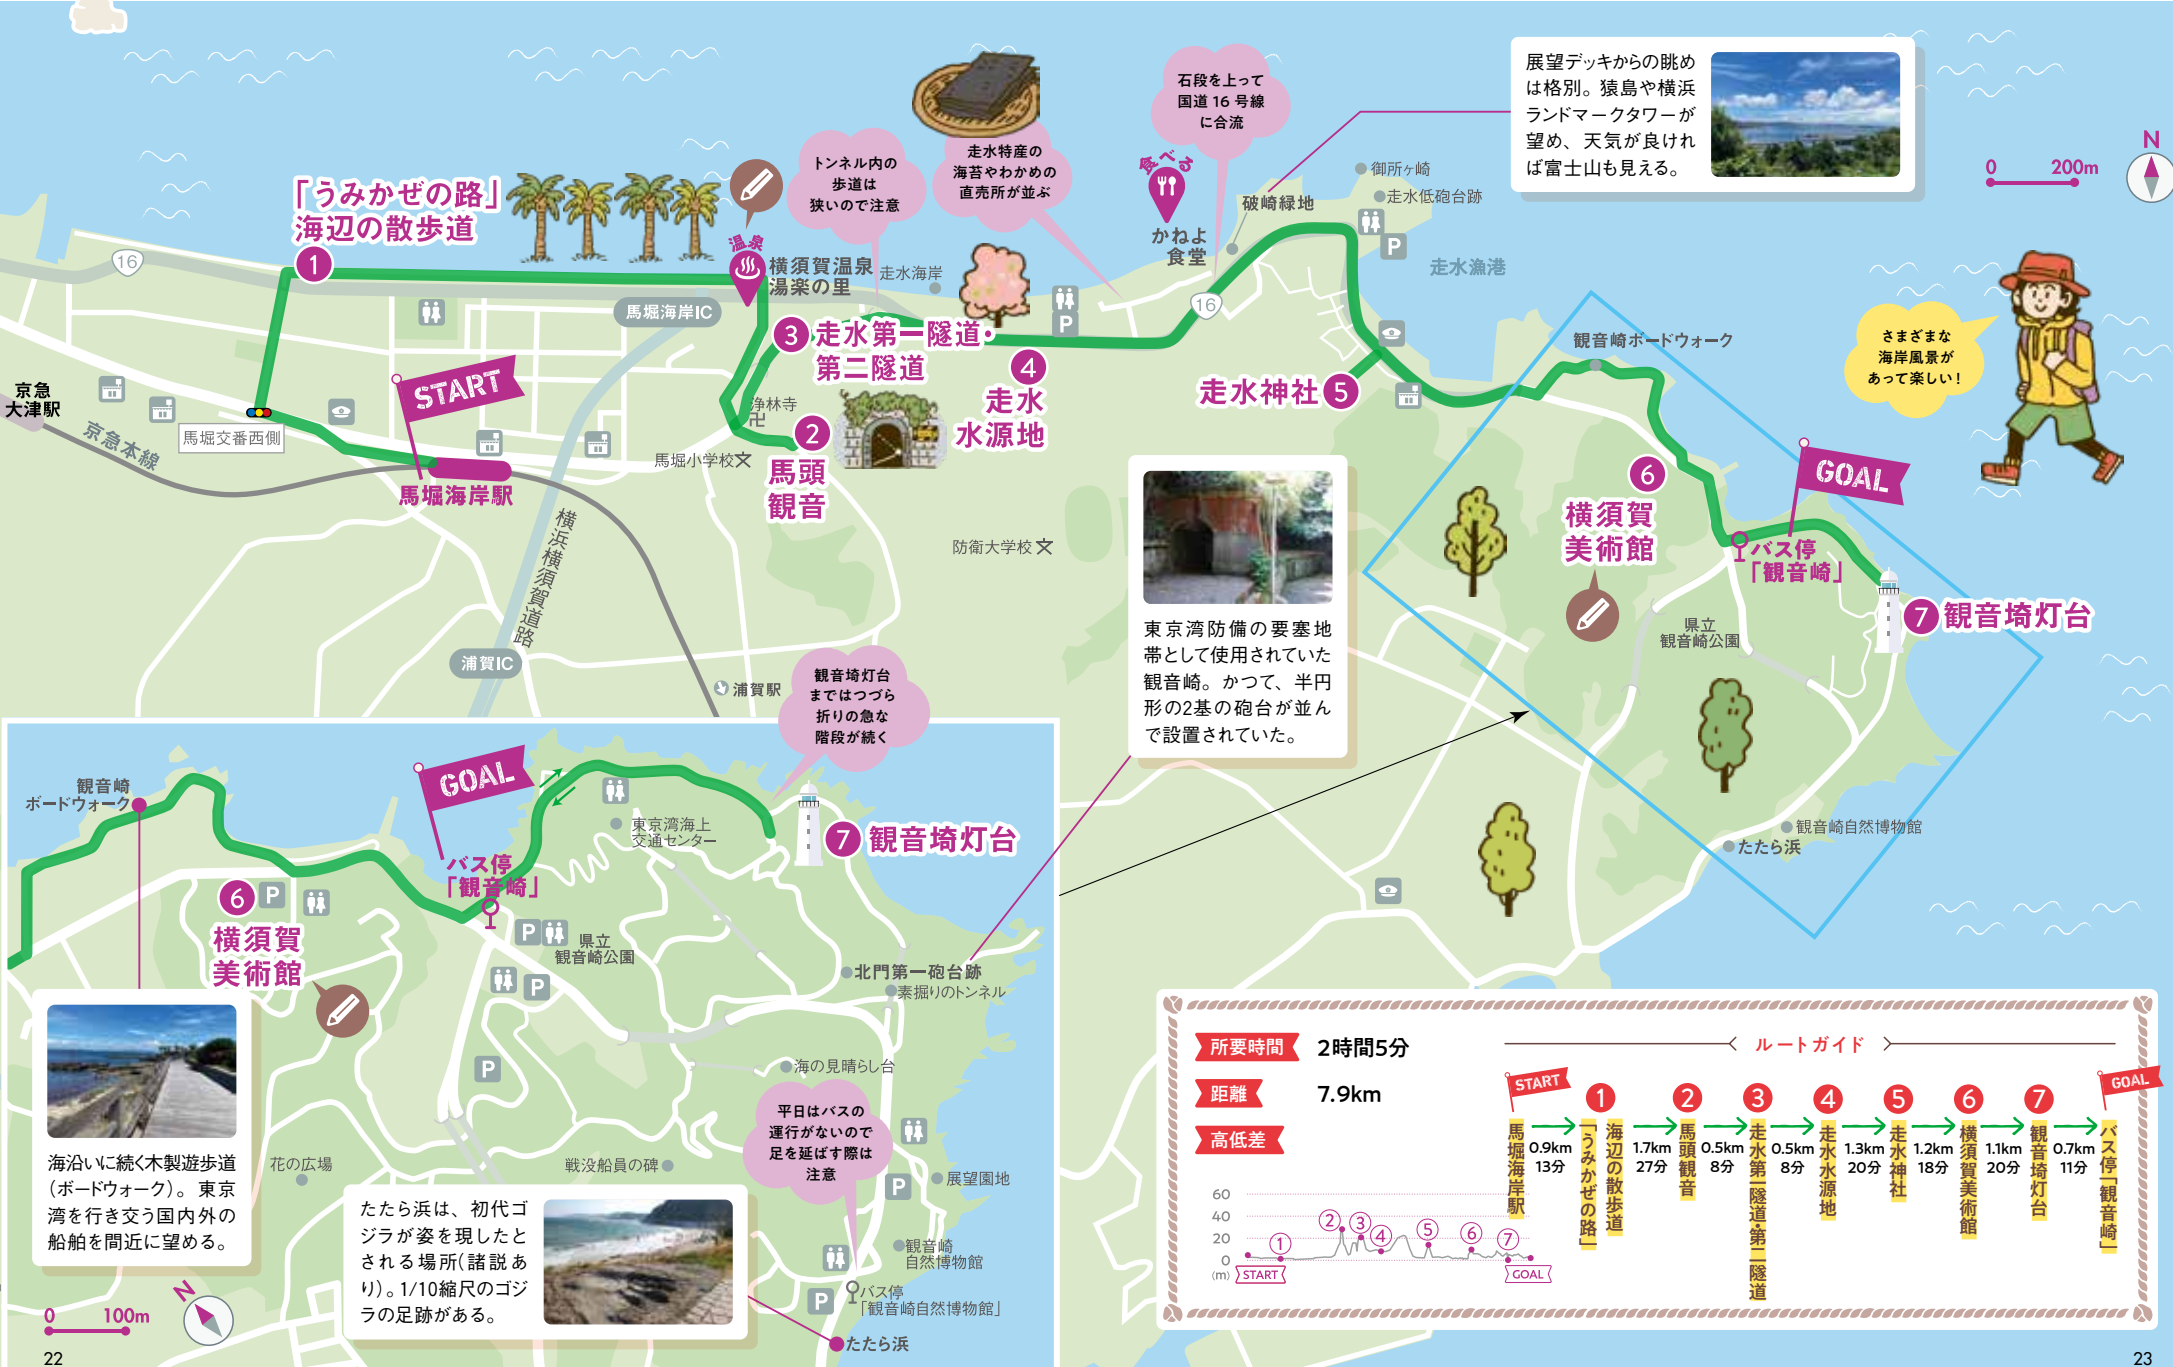 「うみかぜの路」
海辺の散歩道
1
16
温泉
横須賀温泉
湯楽の里
トンネル内の
歩道は
狭いので注意
走水特産の
海苔やわかめの
直売所が並ぶ
石段を上って
国道16号線
に合流
食べる
かねよ
食堂
破崎緑地
御所ヶ崎
走水低砲台跡
P
走水漁港
展望デッキからの眺め
は格別。猿島や横浜
ランドマークタワーが
望め、天気が良けれ
ば富士山も見える。
0 200m
N
走水海岸
馬堀海岸IC
3 走水第一隧道・
第二隧道
P
16
4
走水
水源地
走水神社 5
観音崎ボードウォーク
さまざまな
海岸風景が
あって楽しい！
京急
大津駅
京急本線
馬堀交番西側
START
馬堀海岸駅
浄林寺
2
馬頭
観音
馬堀小学校
防衛大学校
横浜横須賀道路
浦賀IC
浦賀駅
6
横須賀
美術館
GOAL
バス停
「観音崎」
7 観音埼灯台
県立
観音崎公園
観音崎自然博物館
たたら浜
東京湾防備の要塞地
帯として使用されていた
観音崎。かつて、半円
形の2基の砲台が並ん
で設置されていた。
観音埼灯台
まではつづら
折りの急な
階段が続く
観音崎
ボードウォーク
GOAL
バス停
「観音崎」
東京湾海上
交通センター
7 観音埼灯台
6 P
横須賀
美術館
P
県立
観音崎公園
P
北門第一砲台跡
素掘りのトンネル
P
海の見晴らし台
平日はバスの
運行がないので
足を延ばす際は
注意
海沿いに続く木製遊歩道
（ボードウォーク）。東京
湾を行き交う国内外の
船舶を間近に望める。
花の広場
戦没船員の碑
P
展望園地
たたら浜は、初代ゴ
ジラが姿を現したと
される場所（諸説あ
り）。1/10縮尺のゴジ
ラの足跡がある。
観音崎
自然博物館
P
バス停
「観音崎自然博物館」
たたら浜
N
0 100m
22
所要時間 2時間5分
距離 7.9km
高低差
60
40
20
0
(m)
START
1
2
3
4
5
6
7
GOAL
ルートガイド
START
馬堀海岸駅
0.9km
13分
1
「うみかぜの路」
海辺の散歩道
1.7km
27分
2
馬頭観音
0.5km
8分
3
走水第一隧道・第二隧道
0.5km
8分
4
走水水源地
1.3km
20分
5
走水神社
1.2km
18分
6
横須賀美術館
1.1km
20分
7
観音埼灯台
0.7km
11分
GOAL
バス停「観音崎」
23